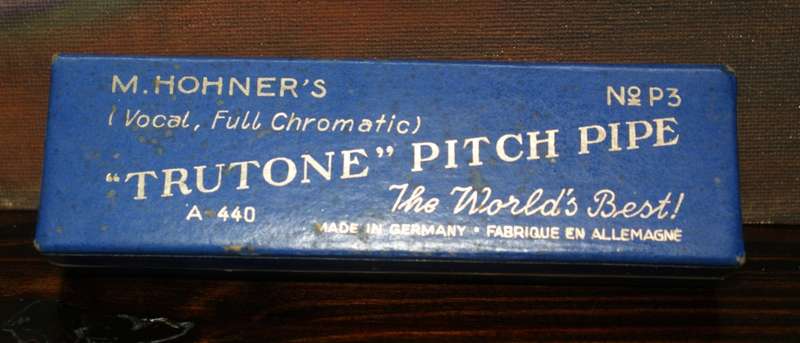 M. HOHNER'S
№ P3
(Vocal, Full Chromatic)
"TRUTONE" PITCH PIPE
A-440
The World's Best!
MADE IN GERMANY • FABRIQUE EN ALLEMAGNE